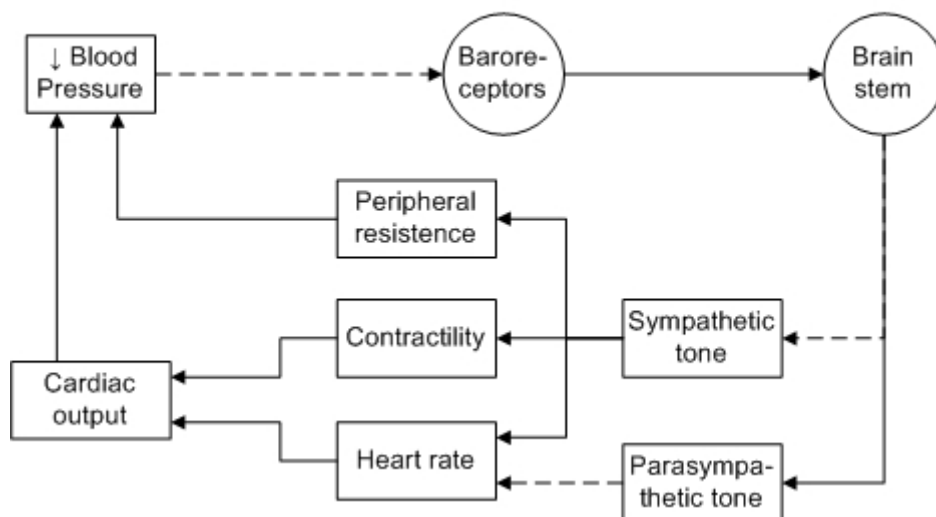 ↓ Blood
Pressure
Barore-
ceptors
Brain
stem
Peripheral
resistence
Contractility
Sympathetic
tone
Cardiac
output
Heart rate
Parasympa-
thetic tone